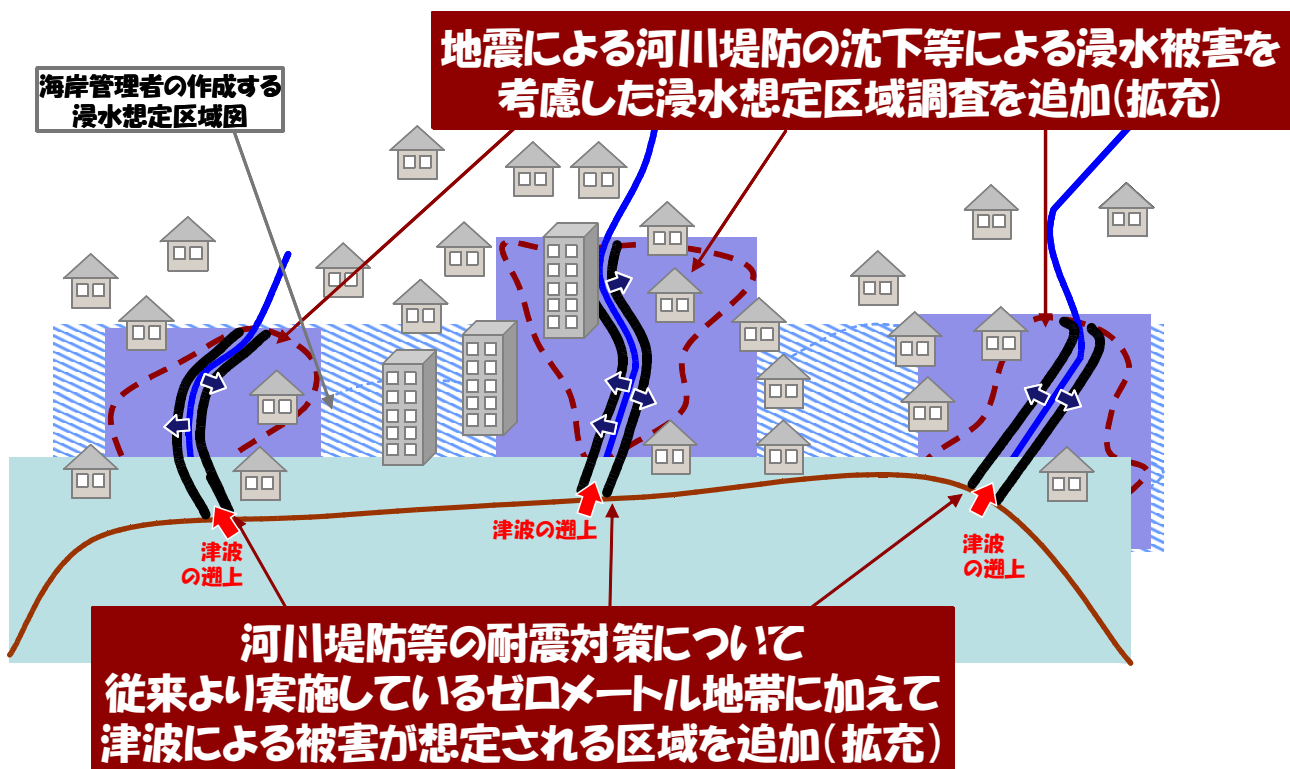 地震による河川堤防の沈下等による浸水被害を
考慮した浸水想定区域調査を追加(拡充)
海岸管理者の作成する
浸水想定区域図
津波の遡上
津波
の遡上
津波
の遡上
河川堤防等の耐震対策について
従来より実施しているゼロメートル地帯に加えて
津波による被害が想定される区域を追加(拡充)